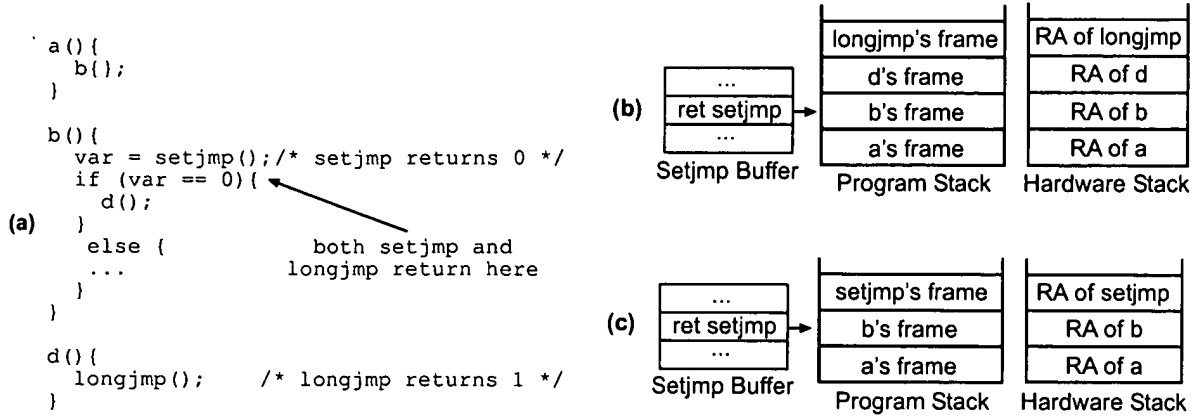 a(){
b{};
}
b(){
var = setjmp();/* setjmp returns 0 */
if (var == 0){
d();
}
(a)
else {
...
}
}
both setjmp and
longjmp return here
d(){
longjmp(); /* longjmp returns 1 */
}
(b)
...
ret setjmp
...
Setjmp Buffer
longjmp's frame
d's frame
b's frame
a's frame
Program Stack
RA of longjmp
RA of d
RA of b
RA of a
Hardware Stack
(c)
...
ret setjmp
...
Setjmp Buffer
setjmp's frame
b's frame
a's frame
Program Stack
RA of setjmp
RA of b
RA of a
Hardware Stack